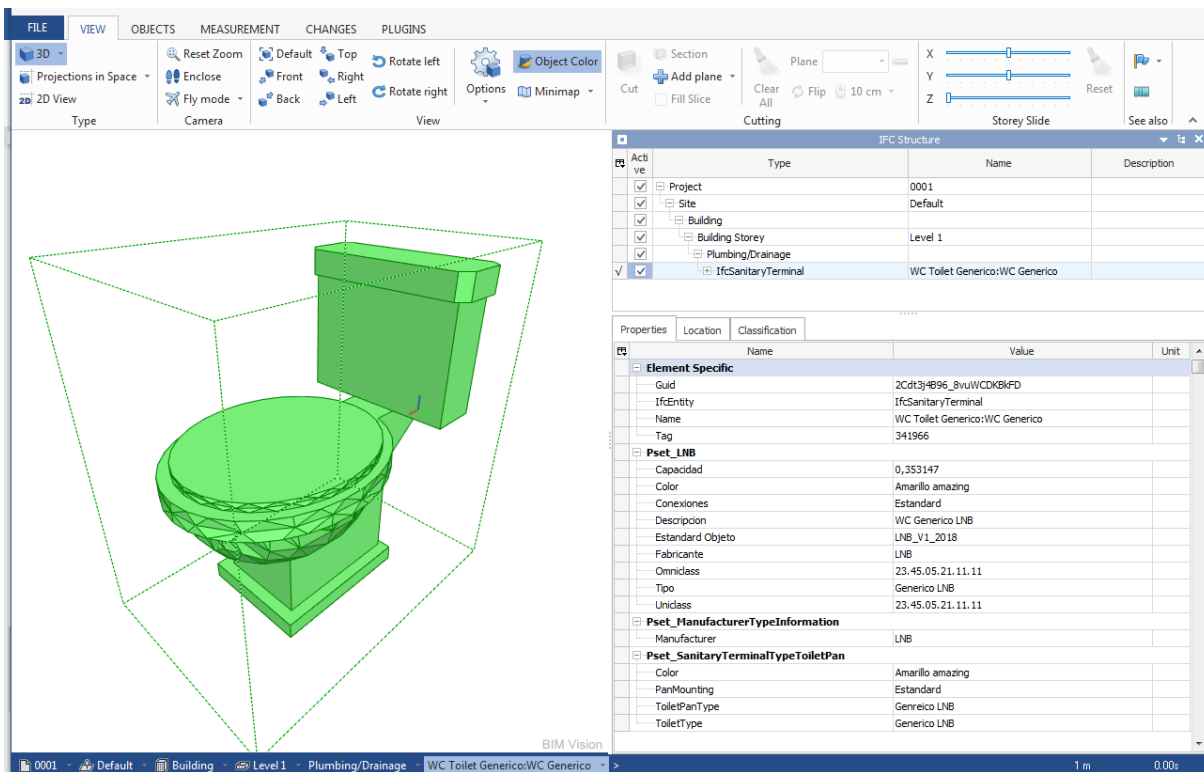 FILE VIEW OBJECTS MEASUREMENT CHANGES PLUGINS
3D
Projections in Space
2D 2D View
Type
Reset Zoom
Enclose
Fly mode
Camera
Default Top
Front Right
Back Left
Rotate left
Rotate right
Options
Object Color
Minimap
View
Cut
Section
Add plane
Fill Slice
Clear All
Plane
Flip 10 cm
Cutting
X
Y
Z
Reset
Storey Slide
See also
IFC Structure
Acti
ve Type Name Description
Project 0001
Site Default
Building
Building Storey Level 1
Plumbing/Drainage
IfcSanitaryTerminal WC Toilet Generico:WC Generico
Properties Location Classification
Name Value Unit
Element Specific
Guid 2Cdt3j4B96_8vuWCDKBkFD
IfcEntity IfcSanitaryTerminal
Name WC Toilet Generico:WC Generico
Tag 341966
Pset_LNB
Capacidad 0,353147
Color Amarillo amazing
Conexiones Estandard
Descripcion WC Generico LNB
Estandard Objeto LNB_V1_2018
Fabricante LNB
Omniclass 23.45.05.21.11.11
Tipo Generico LNB
Uniclass 23.45.05.21.11.11
Pset_ManufacturerTypeInformation
Manufacturer LNB
Pset_SanitaryTerminalTypeToiletPan
Color Amarillo amazing
PanMounting Estandard
ToiletPanType Genreico LNB
ToiletType Generico LNB
BIM Vision
0001 Default Building Level 1 Plumbing/Drainage WC Toilet Generico:WC Generico > 1 m 0.00s